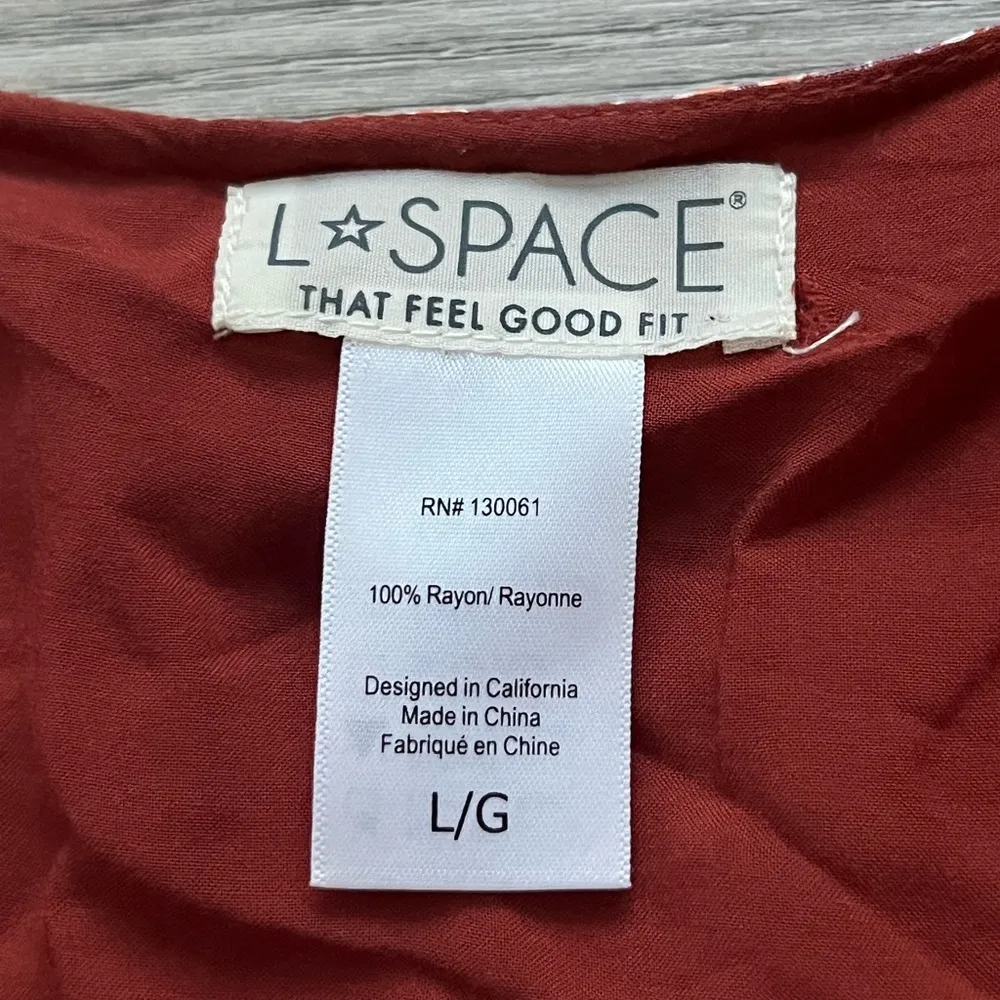 L☆SPACE®
THAT FEEL GOOD FIT
RN# 130061
100% Rayon/ Rayonne
Designed in California
Made in China
Fabriqué en Chine
L/G